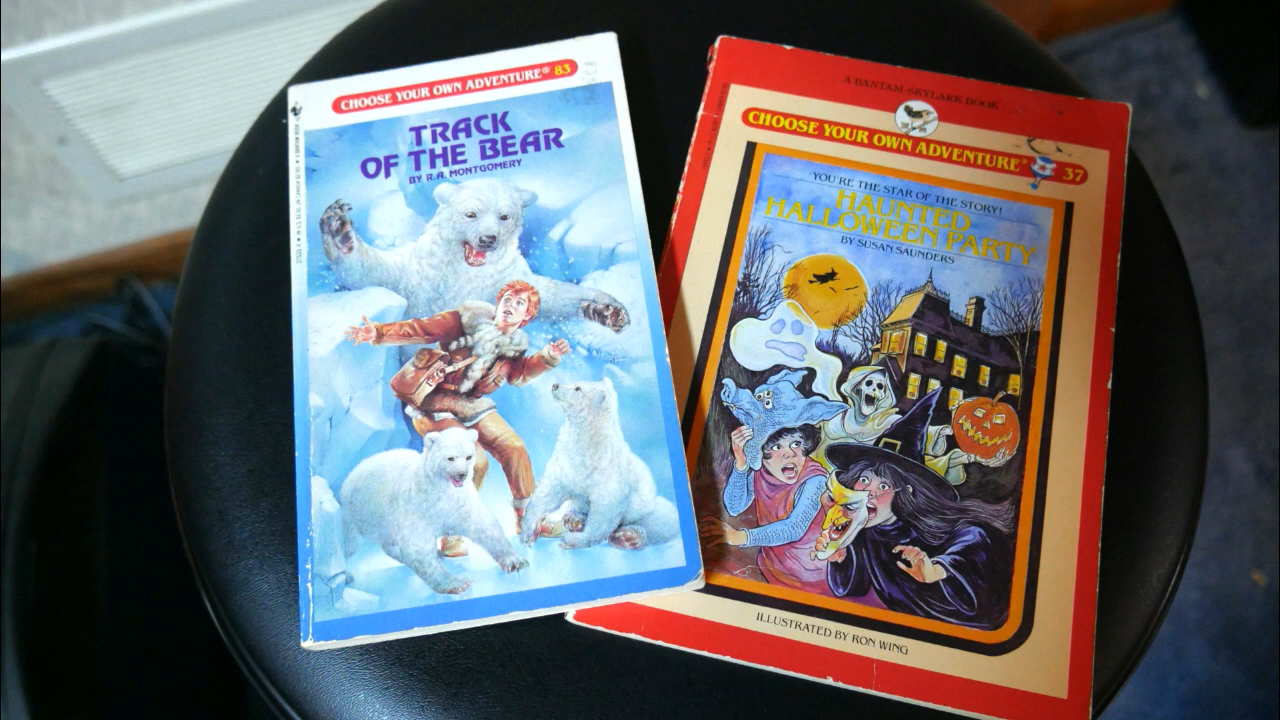 CHOOSE YOUR OWN ADVENTURE® 83
TRACK
OF THE BEAR
BY R.A. MONTGOMERY
A BANTAM-SKYLARK BOOK
CHOOSE YOUR OWN ADVENTURE® 37
YOU'RE THE STAR OF THE STORY!
HAUNTED
HALLOWEEN PARTY
BY SUSAN SAUNDERS
ILLUSTRATED BY RON WING